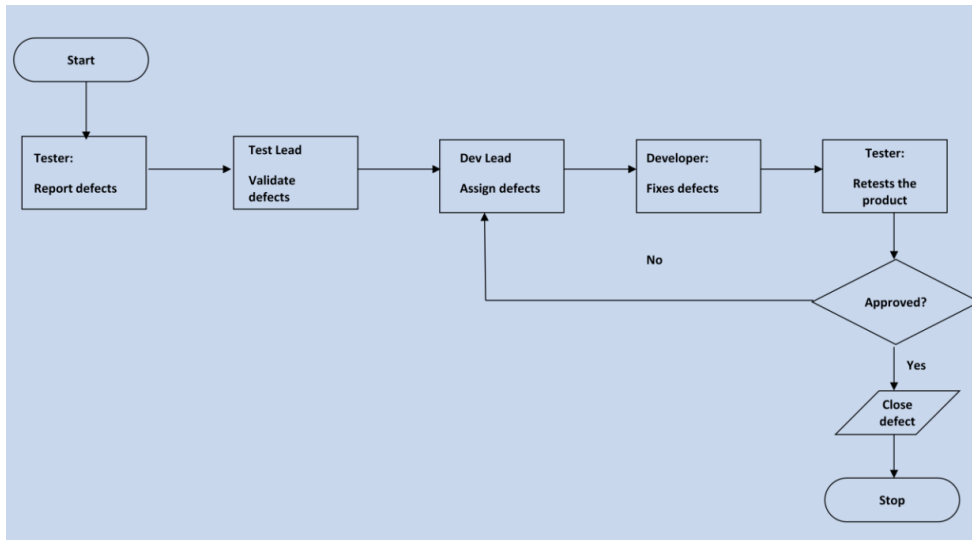 Start
Tester:
Report defects
Test Lead
Validate
defects
Dev Lead
Assign defects
Developer:
Fixes defects
Tester:
Retests the
product
No
Approved?
Yes
Close
defect
Stop